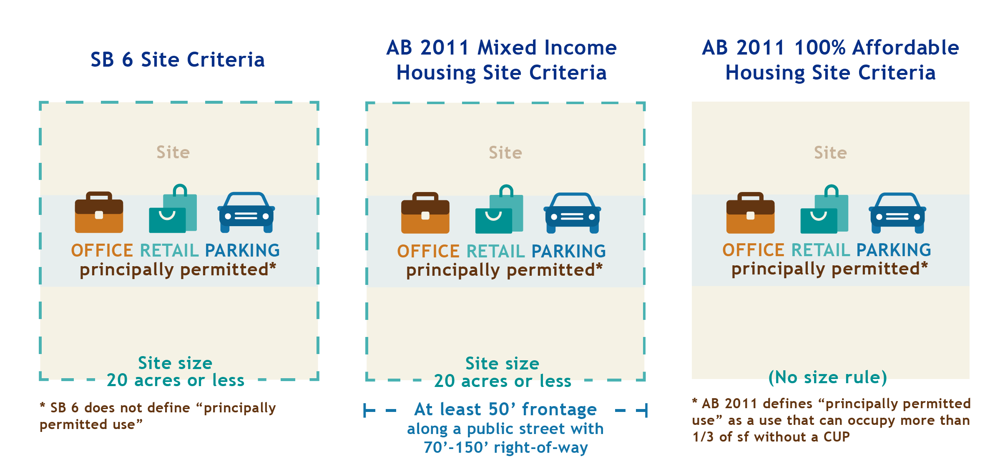 SB 6 Site Criteria
Site
OFFICE RETAIL PARKING
principally permitted*
Site size
20 acres or less
* SB 6 does not define “principally
permitted use”
AB 2011 Mixed Income
Housing Site Criteria
Site
OFFICE RETAIL PARKING
principally permitted*
Site size
20 acres or less
At least 50’ frontage
along a public street with
70’-150’ right-of-way
AB 2011 100% Affordable
Housing Site Criteria
Site
OFFICE RETAIL PARKING
principally permitted*
(No size rule)
* AB 2011 defines “principally permitted
use” as a use that can occupy more than
1/3 of sf without a CUP